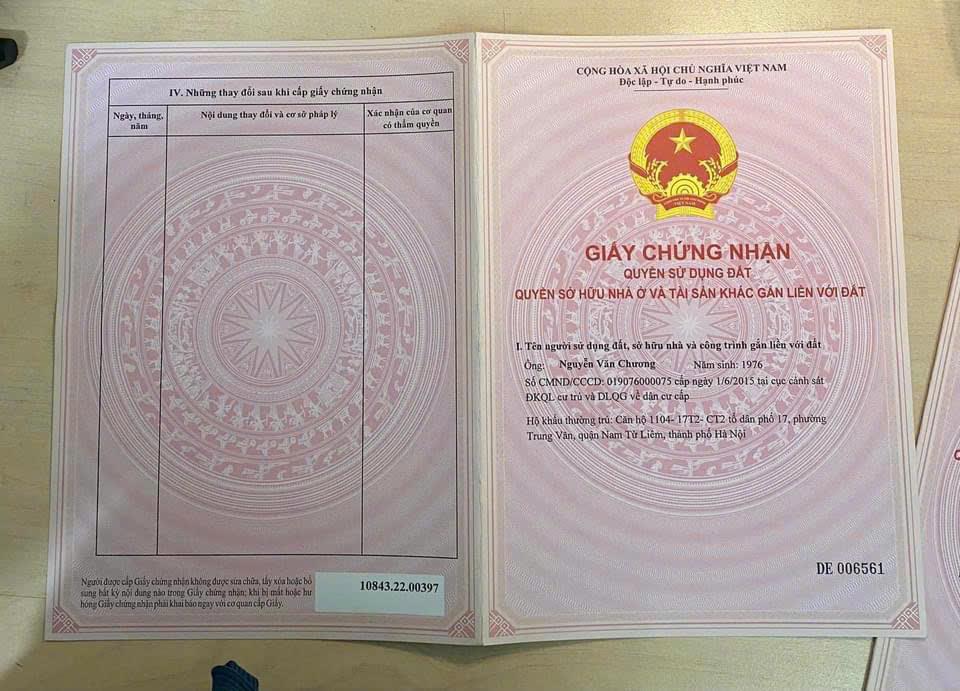 IV. Những thay đổi sau khi cấp giấy chứng nhận
Ngày, tháng, năm
Nội dung thay đổi và cơ sở pháp lý
Xác nhận của cơ quan có thẩm quyền
Người được cấp Giấy chứng nhận không được sửa chữa, tẩy xóa hoặc bổ
sung bất kỳ nội dung nào trong Giấy chứng nhận; khi bị mất hoặc hư
hỏng Giấy chứng nhận phải khai báo ngay với cơ quan cấp Giấy.
10843.22.00397
CỘNG HÒA XÃ HỘI CHỦ NGHĨA VIỆT NAM
Độc lập - Tự do - Hạnh phúc
VIỆT NAM
GIẤY CHỨNG NHẬN
QUYỀN SỬ DỤNG ĐẤT
QUYỀN SỞ HỮU NHÀ Ở VÀ TÀI SẢN KHÁC GẮN LIỀN VỚI ĐẤT
I. Tên người sử dụng đất, sở hữu nhà và công trình gắn liền với đất
Ông: Nguyễn Văn Chương Năm sinh: 1976
Số CMND/CCCD: 019076000075 cấp ngày 1/6/2015 tại cục cảnh sát
ĐKQL cư trú và DLQG về dân cư cấp
Hộ khẩu thường trú: Căn hộ 1104- 17T2- CT2 tổ dân phố 17, phường
Trung Văn, quận Nam Từ Liêm, thành phố Hà Nội
DE 006561